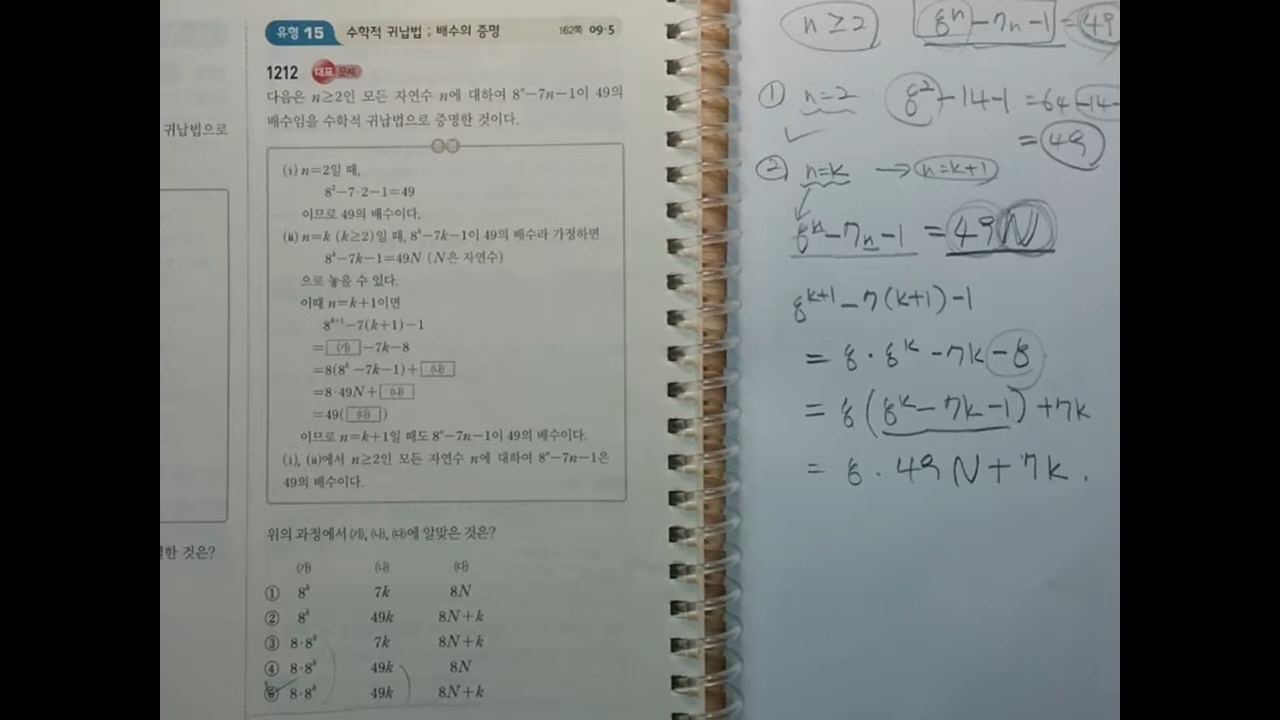 귀납법으로
한 것은?
유형 15 수학적 귀납법 ; 배수의 증명 162쪽 09·5
1212 대표 문제
다음은 n≥2인 모든 자연수 n에 대하여 8ⁿ-7n-1이 49의
배수임을 수학적 귀납법으로 증명한 것이다.
증명
(ⅰ) n=2일 때,
8²-7·2-1=49
이므로 49의 배수이다.
(ⅱ) n=k (k≥2)일 때, 8ᵏ-7k-1이 49의 배수라 가정하면
8ᵏ-7k-1=49N (N은 자연수)
으로 놓을 수 있다.
이때 n=k+1이면
8ᵏ⁺¹-7(k+1)-1
= (가) -7k-8
=8(8ᵏ-7k-1)+ (나)
=8·49N+ (나)
=49( (다) )
이므로 n=k+1일 때도 8ⁿ-7n-1이 49의 배수이다.
(ⅰ), (ⅱ)에서 n≥2인 모든 자연수 n에 대하여 8ⁿ-7n-1은
49의 배수이다.
위의 과정에서 (가), (나), (다)에 알맞은 것은?
(가) (나) (다)
① 8ᵏ 7k 8N
② 8ᵏ 49k 8N+k
③ 8·8ᵏ 7k 8N+k
④ 8·8ᵏ 49k 8N
⑤ 8·8ᵏ 49k 8N+k
n≥2 8ⁿ-7n-1=49
① n=2 8²-14-1=64-14-
=49
② n=k → n=k+1
8ᵏ-7k-1=49N
8ᵏ⁺¹-7(k+1)-1
=8·8ᵏ-7k-8
=8(8ᵏ-7k-1)+7k
=8·49N+7k.